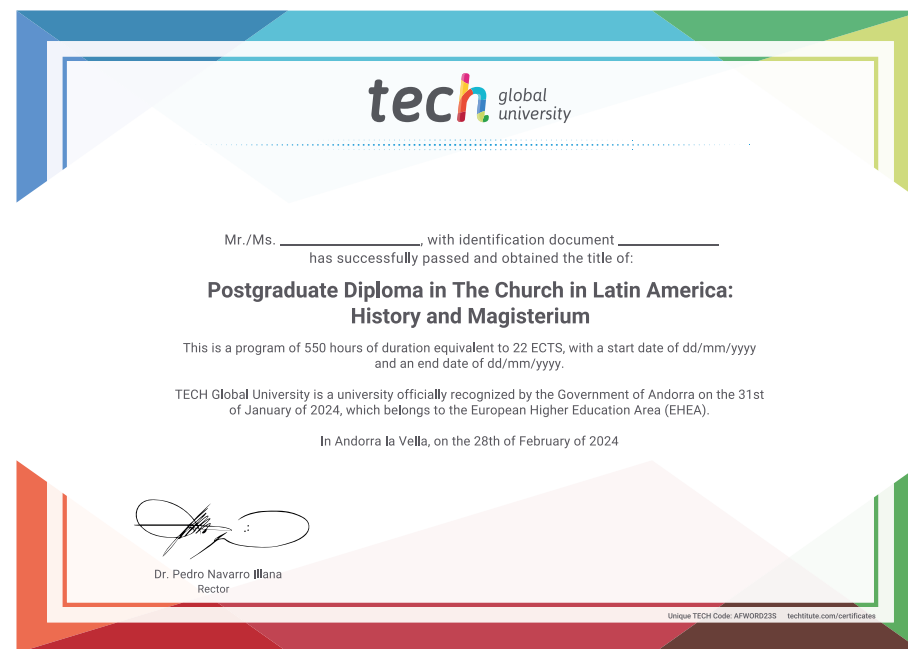 tech global university
Mr./Ms. ____________________, with identification document ______________
has successfully passed and obtained the title of:
Postgraduate Diploma in The Church in Latin America:
History and Magisterium
This is a program of 550 hours of duration equivalent to 22 ECTS, with a start date of dd/mm/yyyy
and an end date of dd/mm/yyyy.
TECH Global University is a university officially recognized by the Government of Andorra on the 31st
of January of 2024, which belongs to the European Higher Education Area (EHEA).
In Andorra la Vella, on the 28th of February of 2024
Dr. Pedro Navarro Illana
Rector
Unique TECH Code: AFWORD23S techtitute.com/certificates